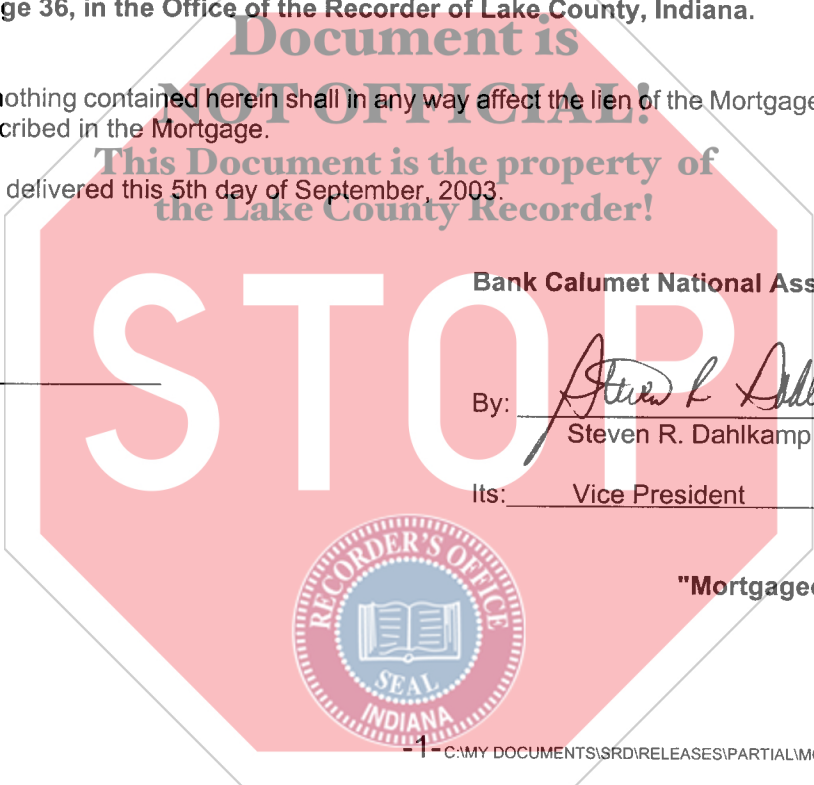 ge 36, in the Office of the Recorder of Lake County, Indiana.
Document is
NOT OFFICIAL!
nothing contained herein shall in any way affect the lien of the Mortgage
cribed in the Mortgage.
This Document is the property of
delivered this 5th day of September, 2003.
the Lake County Recorder!
STOP
Bank Calumet National Ass
By: Steven R Dahl
Steven R. Dahlkamp
Its: Vice President
RECORDER'S OFFICE
SEAL
INDIANA
"Mortgage
-1- C:\MY DOCUMENTS\SRD\RELEASES\PARTIAL\M